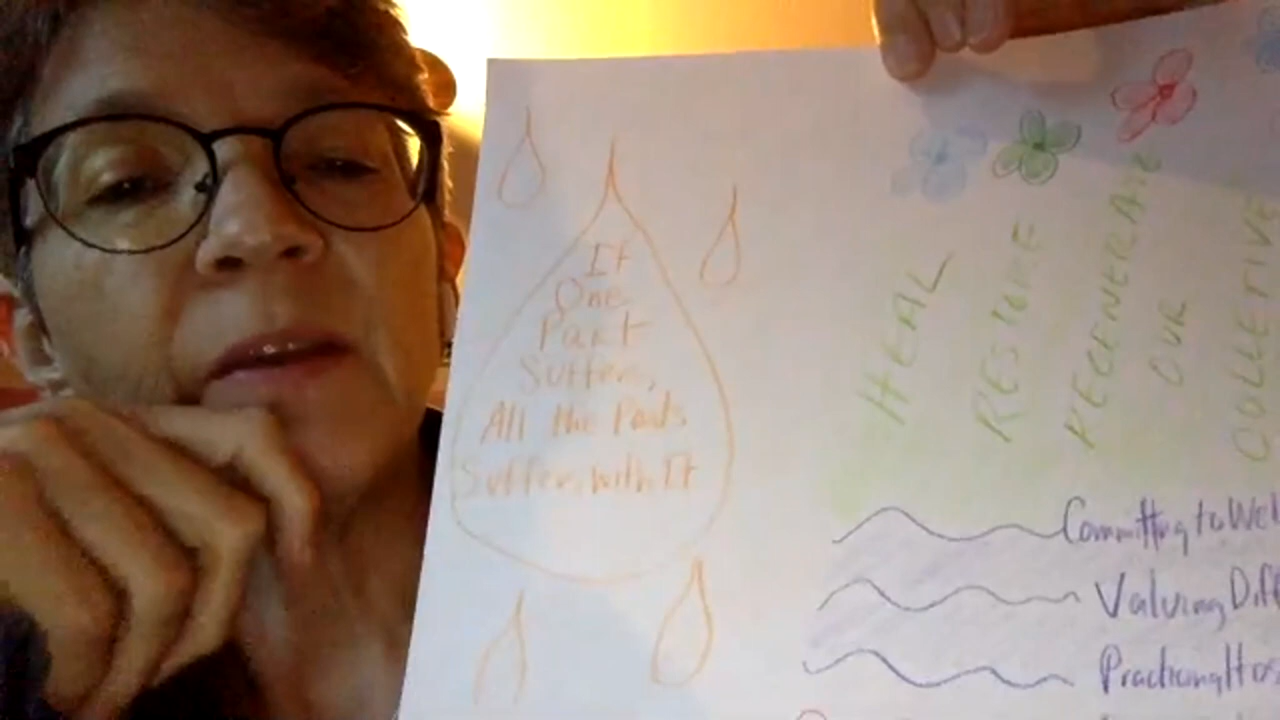 If
One
Part
Suffers,
All the Parts
Suffer with It
HEAL
RESTORE
REGENERATE
OUR
COLLECTIVE
Committing to Wel
Valuing Diff
Practicing Hos